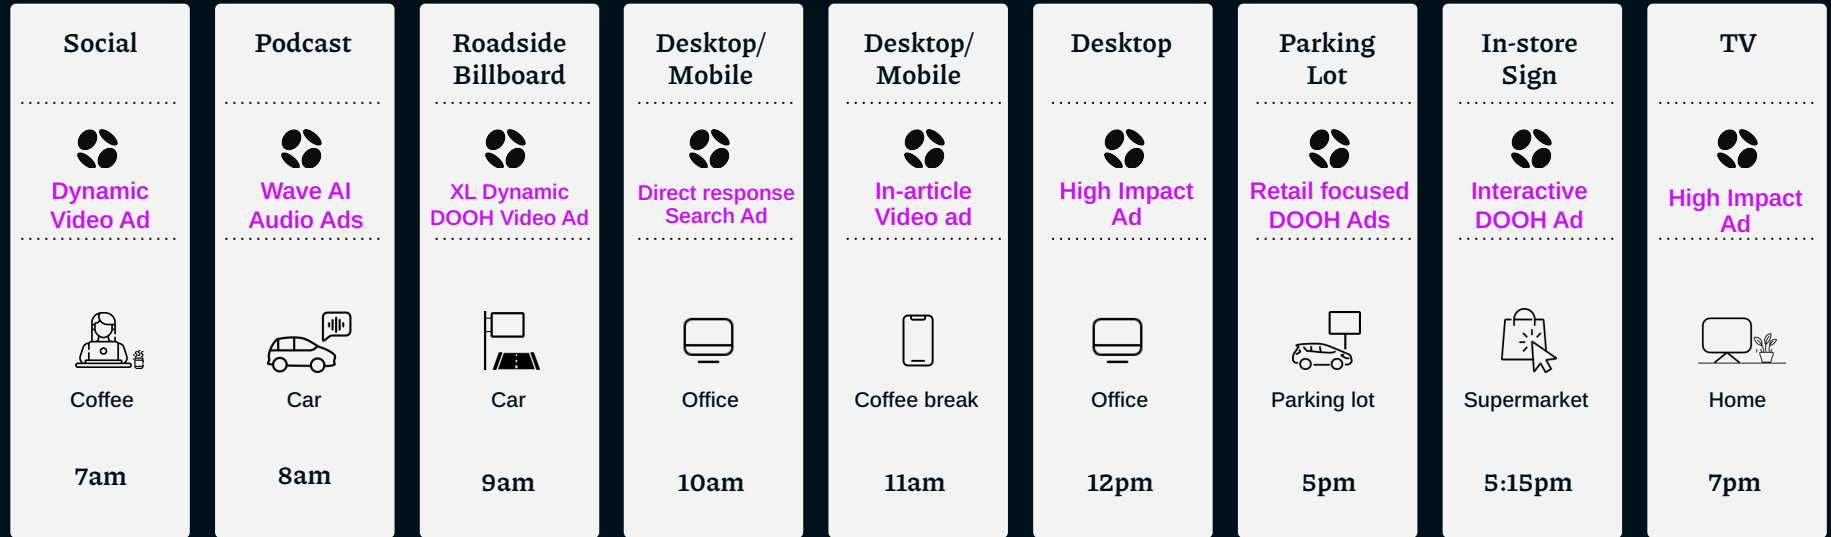 Social
Dynamic
Video Ad
Coffee
7am
Podcast
Wave AI
Audio Ads
Car
8am
Roadside
Billboard
XL Dynamic
DOOH Video Ad
Car
9am
Desktop/
Mobile
Direct response
Search Ad
Office
10am
Desktop/
Mobile
In-article
Video ad
Coffee break
11am
Desktop
High Impact
Ad
Office
12pm
Parking
Lot
Retail focused
DOOH Ads
Parking lot
5pm
In-store
Sign
Interactive
DOOH Ad
Supermarket
5:15pm
TV
High Impact
Ad
Home
7pm